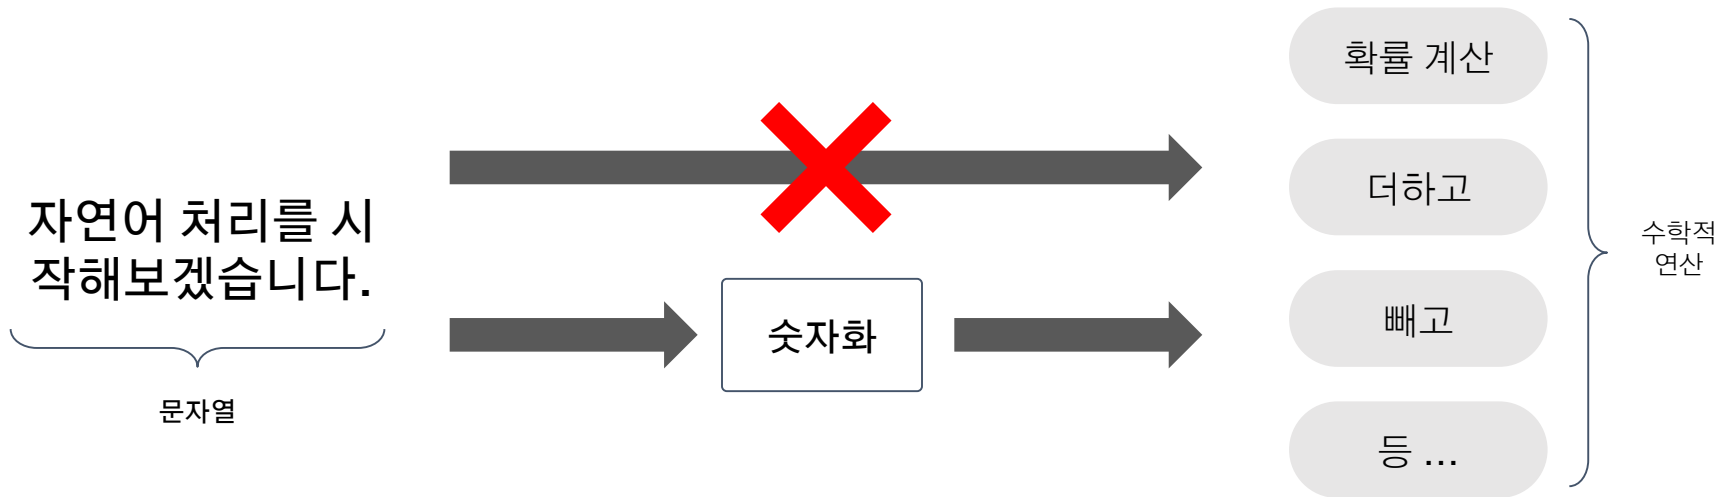 자연어 처리를 시
작해보겠습니다.
문자열
숫자화
확률 계산
더하고
빼고
등 ...
수학적
연산